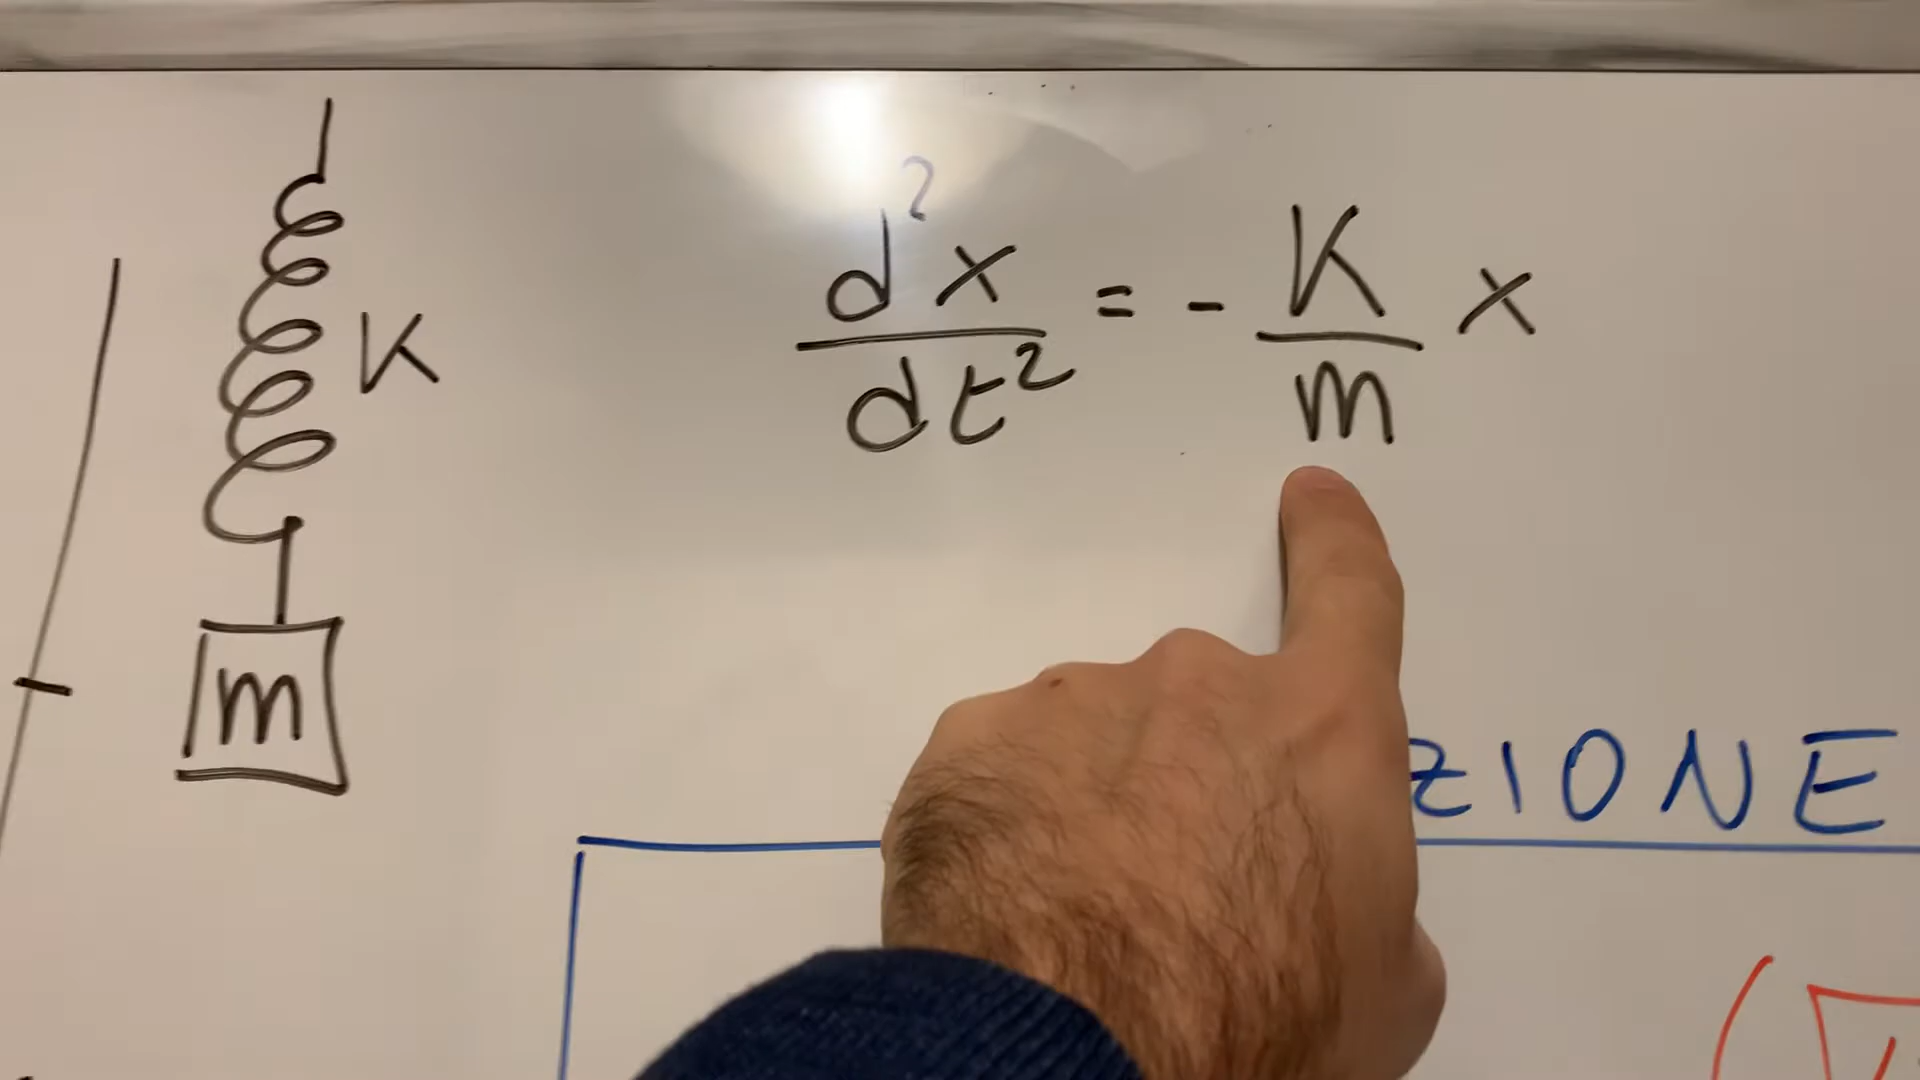 K
d²x/dt² = - K/m x
m
ZIONE